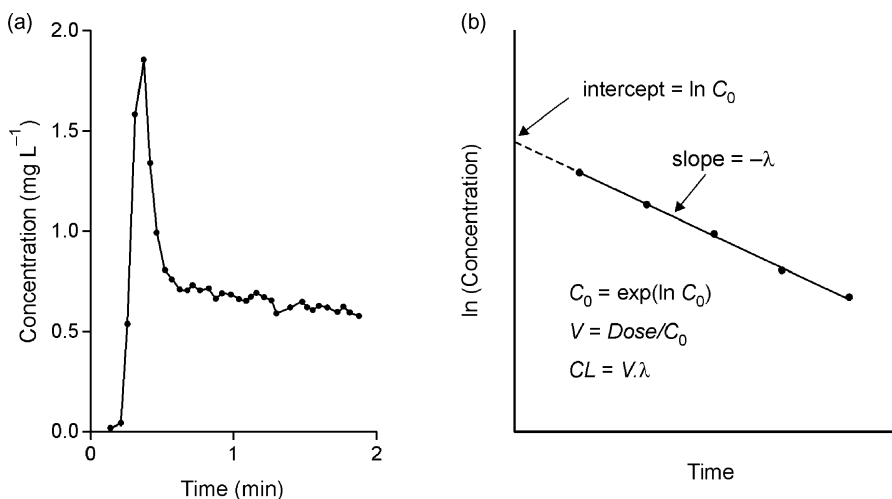 (a)
2.0
1.5
1.0
0.5
0.0
Concentration (mg L⁻¹)
0
1
2
Time (min)
(b)
intercept = ln C₀
slope = –λ
C₀ = exp(ln C₀)
V = Dose/C₀
CL = V.λ
ln (Concentration)
Time